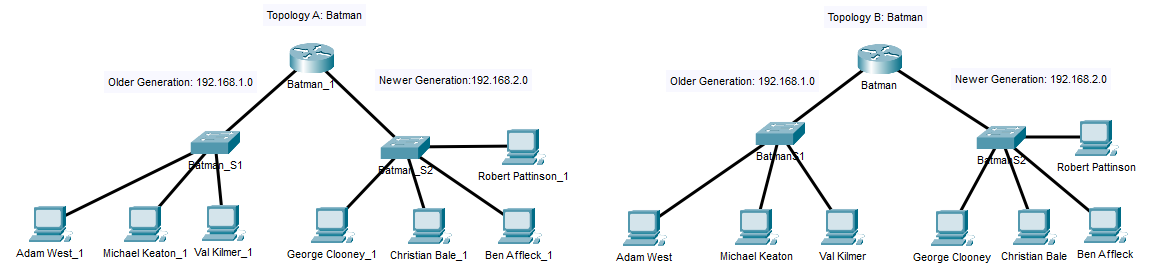 Topology A: Batman
Batman_1
Older Generation: 192.168.1.0
Newer Generation:192.168.2.0
Batman_S1
Batman_S2
Robert Pattinson_1
Adam West_1
Michael Keaton_1
Val Kilmer_1
George Clooney_1
Christian Bale_1
Ben Affleck_1
Topology B: Batman
Batman
Older Generation: 192.168.1.0
Newer Generation: 192.168.2.0
BatmanS1
BatmanS2
Robert Pattinson
Adam West
Michael Keaton
Val Kilmer
George Clooney
Christian Bale
Ben Affleck